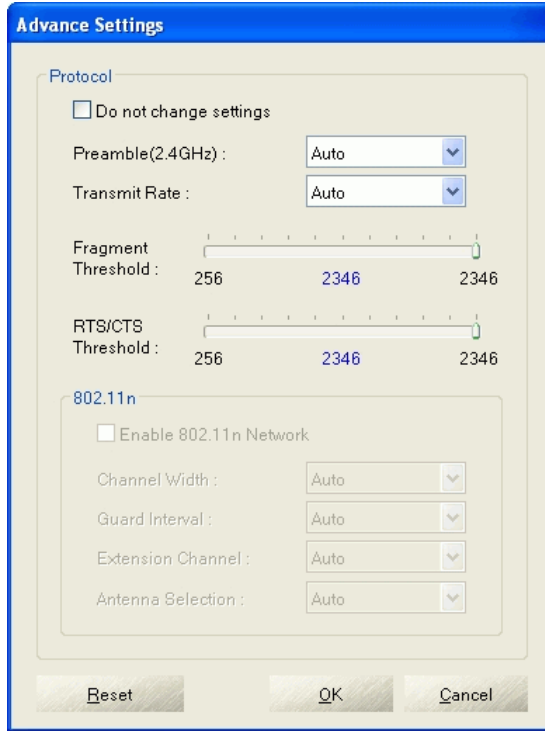 Advance Settings
Protocol
Do not change settings
Preamble(2.4GHz) : Auto
Transmit Rate : Auto
Fragment
Threshold :
256 2346 2346
RTS/CTS
Threshold :
256 2346 2346
802.11n
Enable 802.11n Network
Channel Width : Auto
Guard Interval : Auto
Extension Channel : Auto
Antenna Selection : Auto
Reset OK Cancel